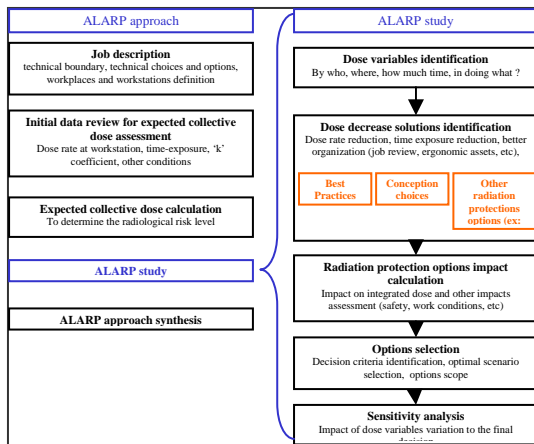 ALARP approach
Job description
technical boundary, technical choices and options,
workplaces and workstations definition
Initial data review for expected collective
dose assessment
Dose rate at workstation, time-exposure, ‘k’
coefficient, other conditions
Expected collective dose calculation
To determine the radiological risk level
ALARP study
ALARP approach synthesis
ALARP study
Dose variables identification
By who, where, how much time, in doing what ?
Dose decrease solutions identification
Dose rate reduction, time exposure reduction, better
organization (job review, ergonomic assets, etc),
Best
Practices
Conception
choices
Other
radiation
protections
options (ex:
Radiation protection options impact
calculation
Impact on integrated dose and other impacts
assessment (safety, work conditions, etc)
Options selection
Decision criteria identification, optimal scenario
selection, options scope
Sensitivity analysis
Impact of dose variables variation to the final
decision